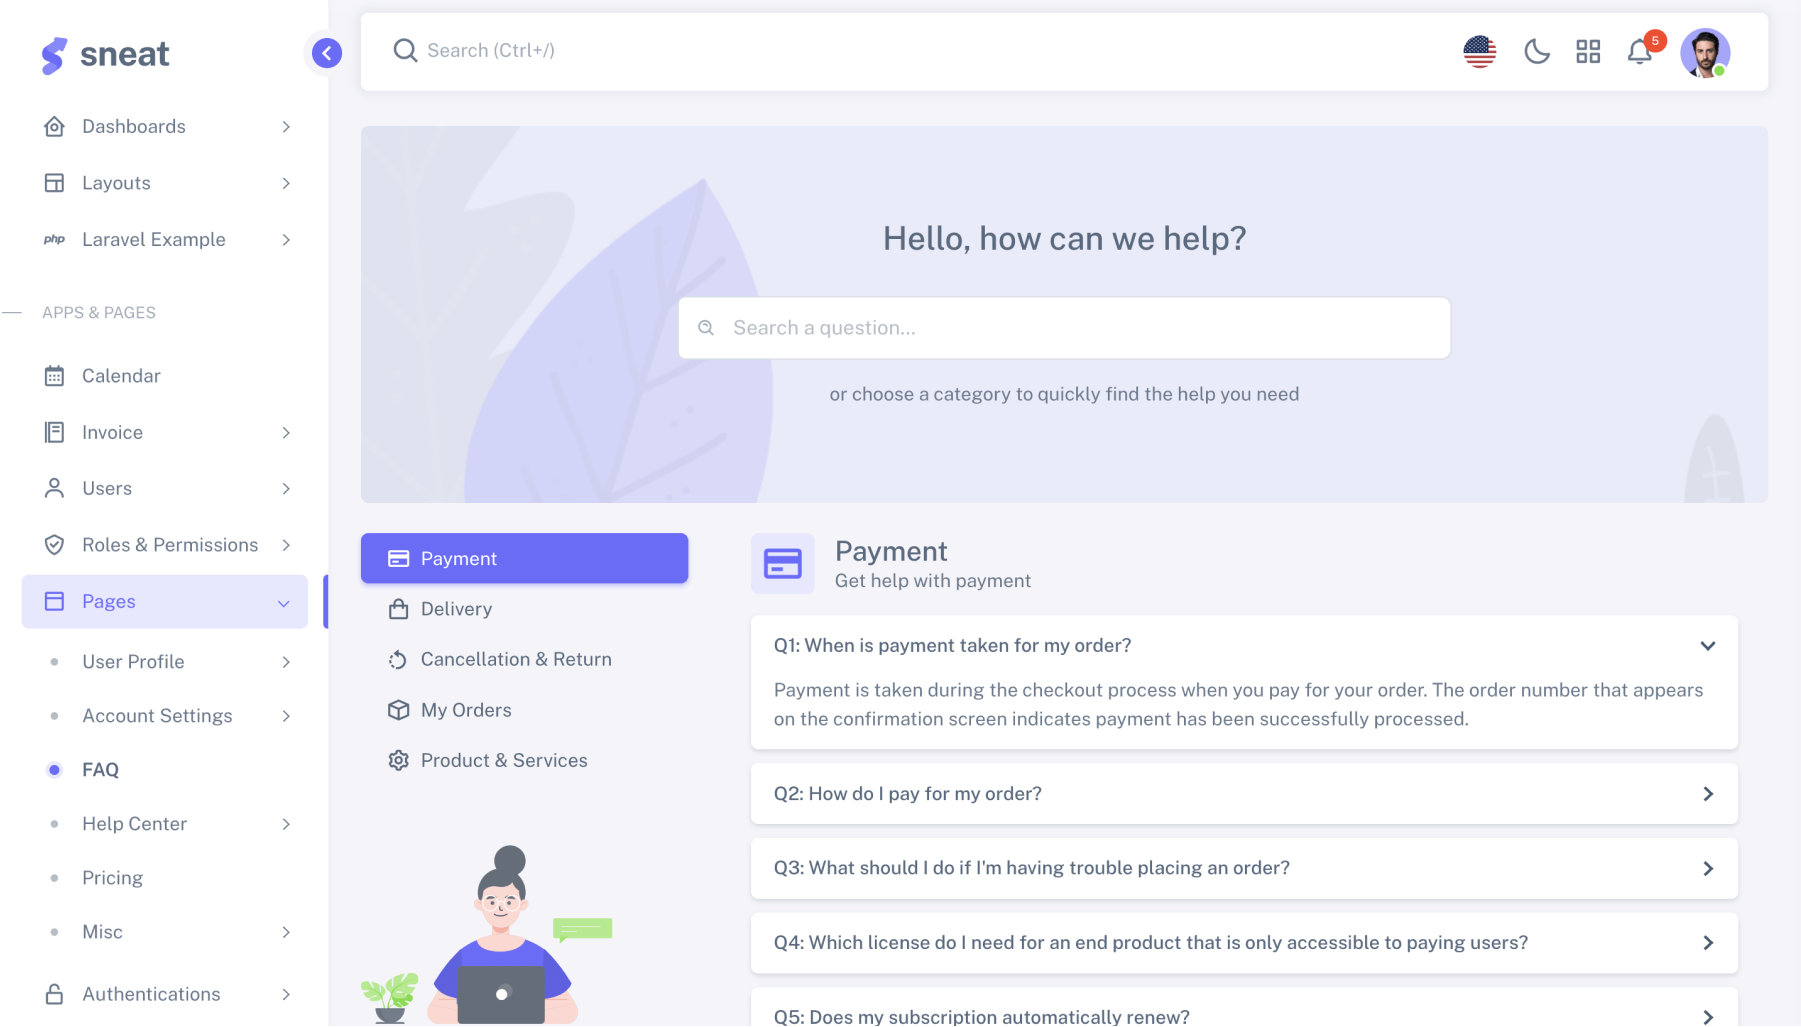 sneat
Search (Ctrl+/)
5
Dashboards
Layouts
php
Laravel Example
APPS & PAGES
Calendar
Invoice
Users
Roles & Permissions
Pages
User Profile
Account Settings
FAQ
Help Center
Pricing
Misc
Authentications
Hello, how can we help?
Search a question...
or choose a category to quickly find the help you need
Payment
Delivery
Cancellation & Return
My Orders
Product & Services
Payment
Get help with payment
Q1: When is payment taken for my order?
Payment is taken during the checkout process when you pay for your order. The order number that appears
on the confirmation screen indicates payment has been successfully processed.
Q2: How do I pay for my order?
Q3: What should I do if I'm having trouble placing an order?
Q4: Which license do I need for an end product that is only accessible to paying users?
Q5: Does my subscription automatically renew?